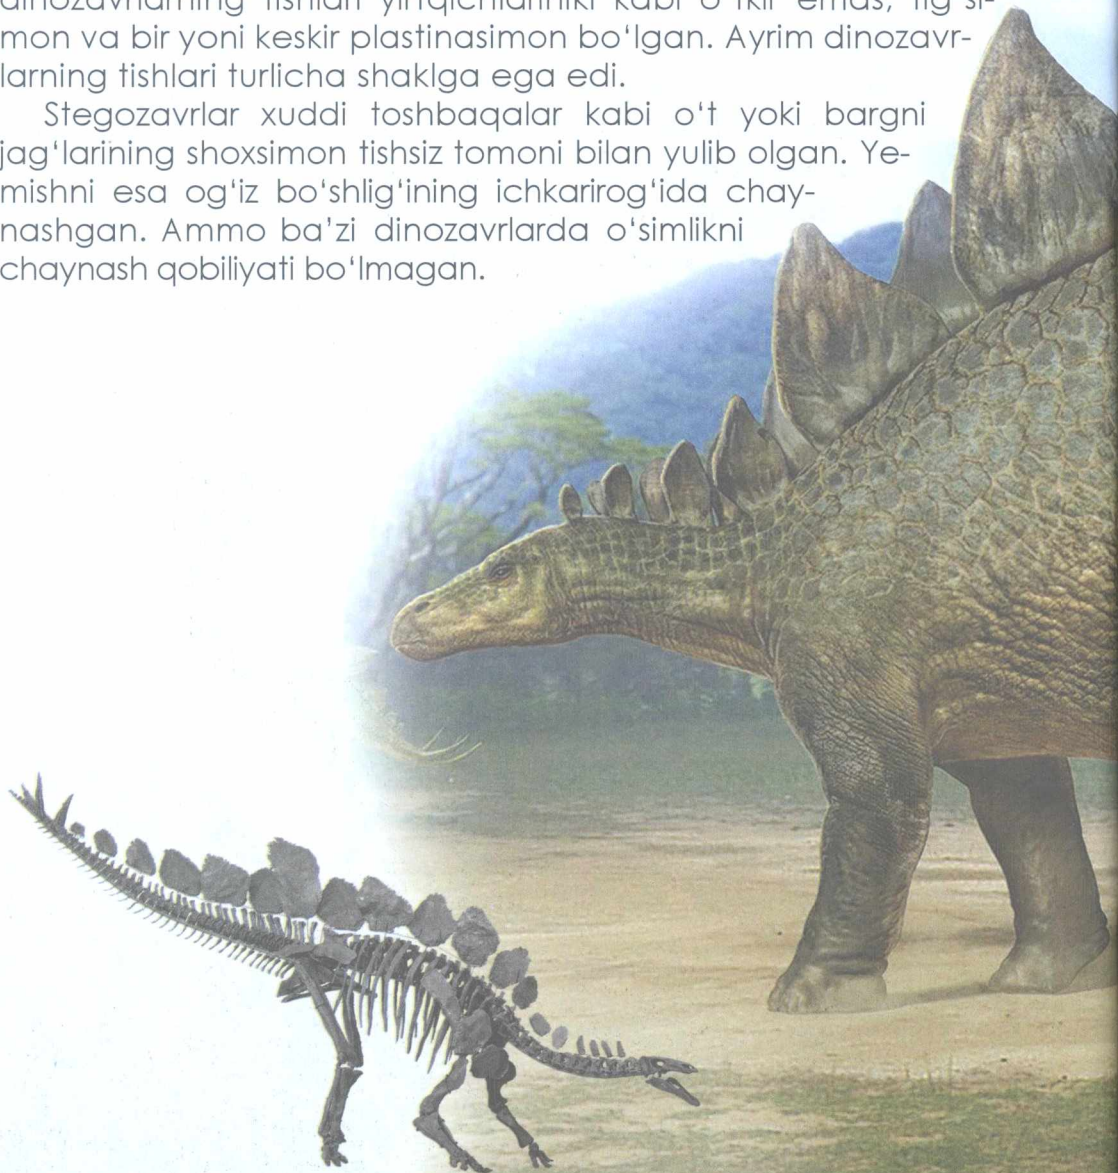 dinozavrlarning tishlari yirtqichlarniki kabi o‘tkir emas, tig‘si-
mon va bir yoni keskir plastinasimon bo‘lgan. Ayrim dinozavr-
larning tishlari turlicha shaklga ega edi.
Stegozavrlar xuddi toshbaqalar kabi o‘t yoki bargni
jag‘larining shoxsimon tishsiz tomoni bilan yulib olgan. Ye-
mishni esa og‘iz bo‘shlig‘ining ichkarirog‘ida chay-
nashgan. Ammo ba’zi dinozavrlarda o‘simlikni
chaynash qobiliyati bo‘lmagan.